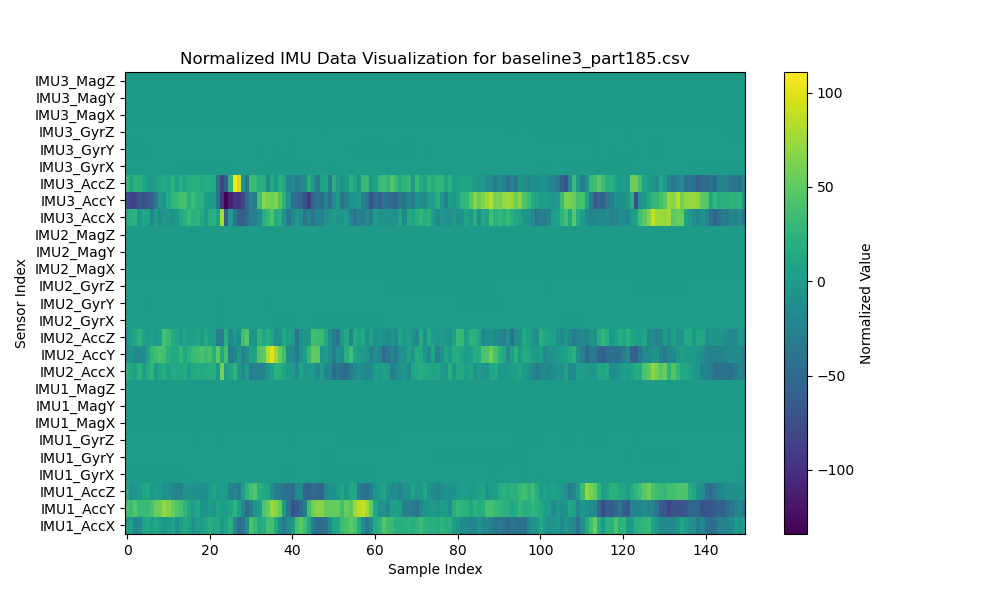 Normalized IMU Data Visualization for baseline3_part185.csv
IMU3_MagZ
IMU3_MagY
IMU3_MagX
IMU3_GyrZ
IMU3_GyrY
IMU3_GyrX
IMU3_AccZ
IMU3_AccY
IMU3_AccX
IMU2_MagZ
IMU2_MagY
IMU2_MagX
IMU2_GyrZ
IMU2_GyrY
IMU2_GyrX
IMU2_AccZ
IMU2_AccY
IMU2_AccX
IMU1_MagZ
IMU1_MagY
IMU1_MagX
IMU1_GyrZ
IMU1_GyrY
IMU1_GyrX
IMU1_AccZ
IMU1_AccY
IMU1_AccX
Sensor Index
0 20 40 60 80 100 120 140
Sample Index
100
50
0
−50
−100
Normalized Value